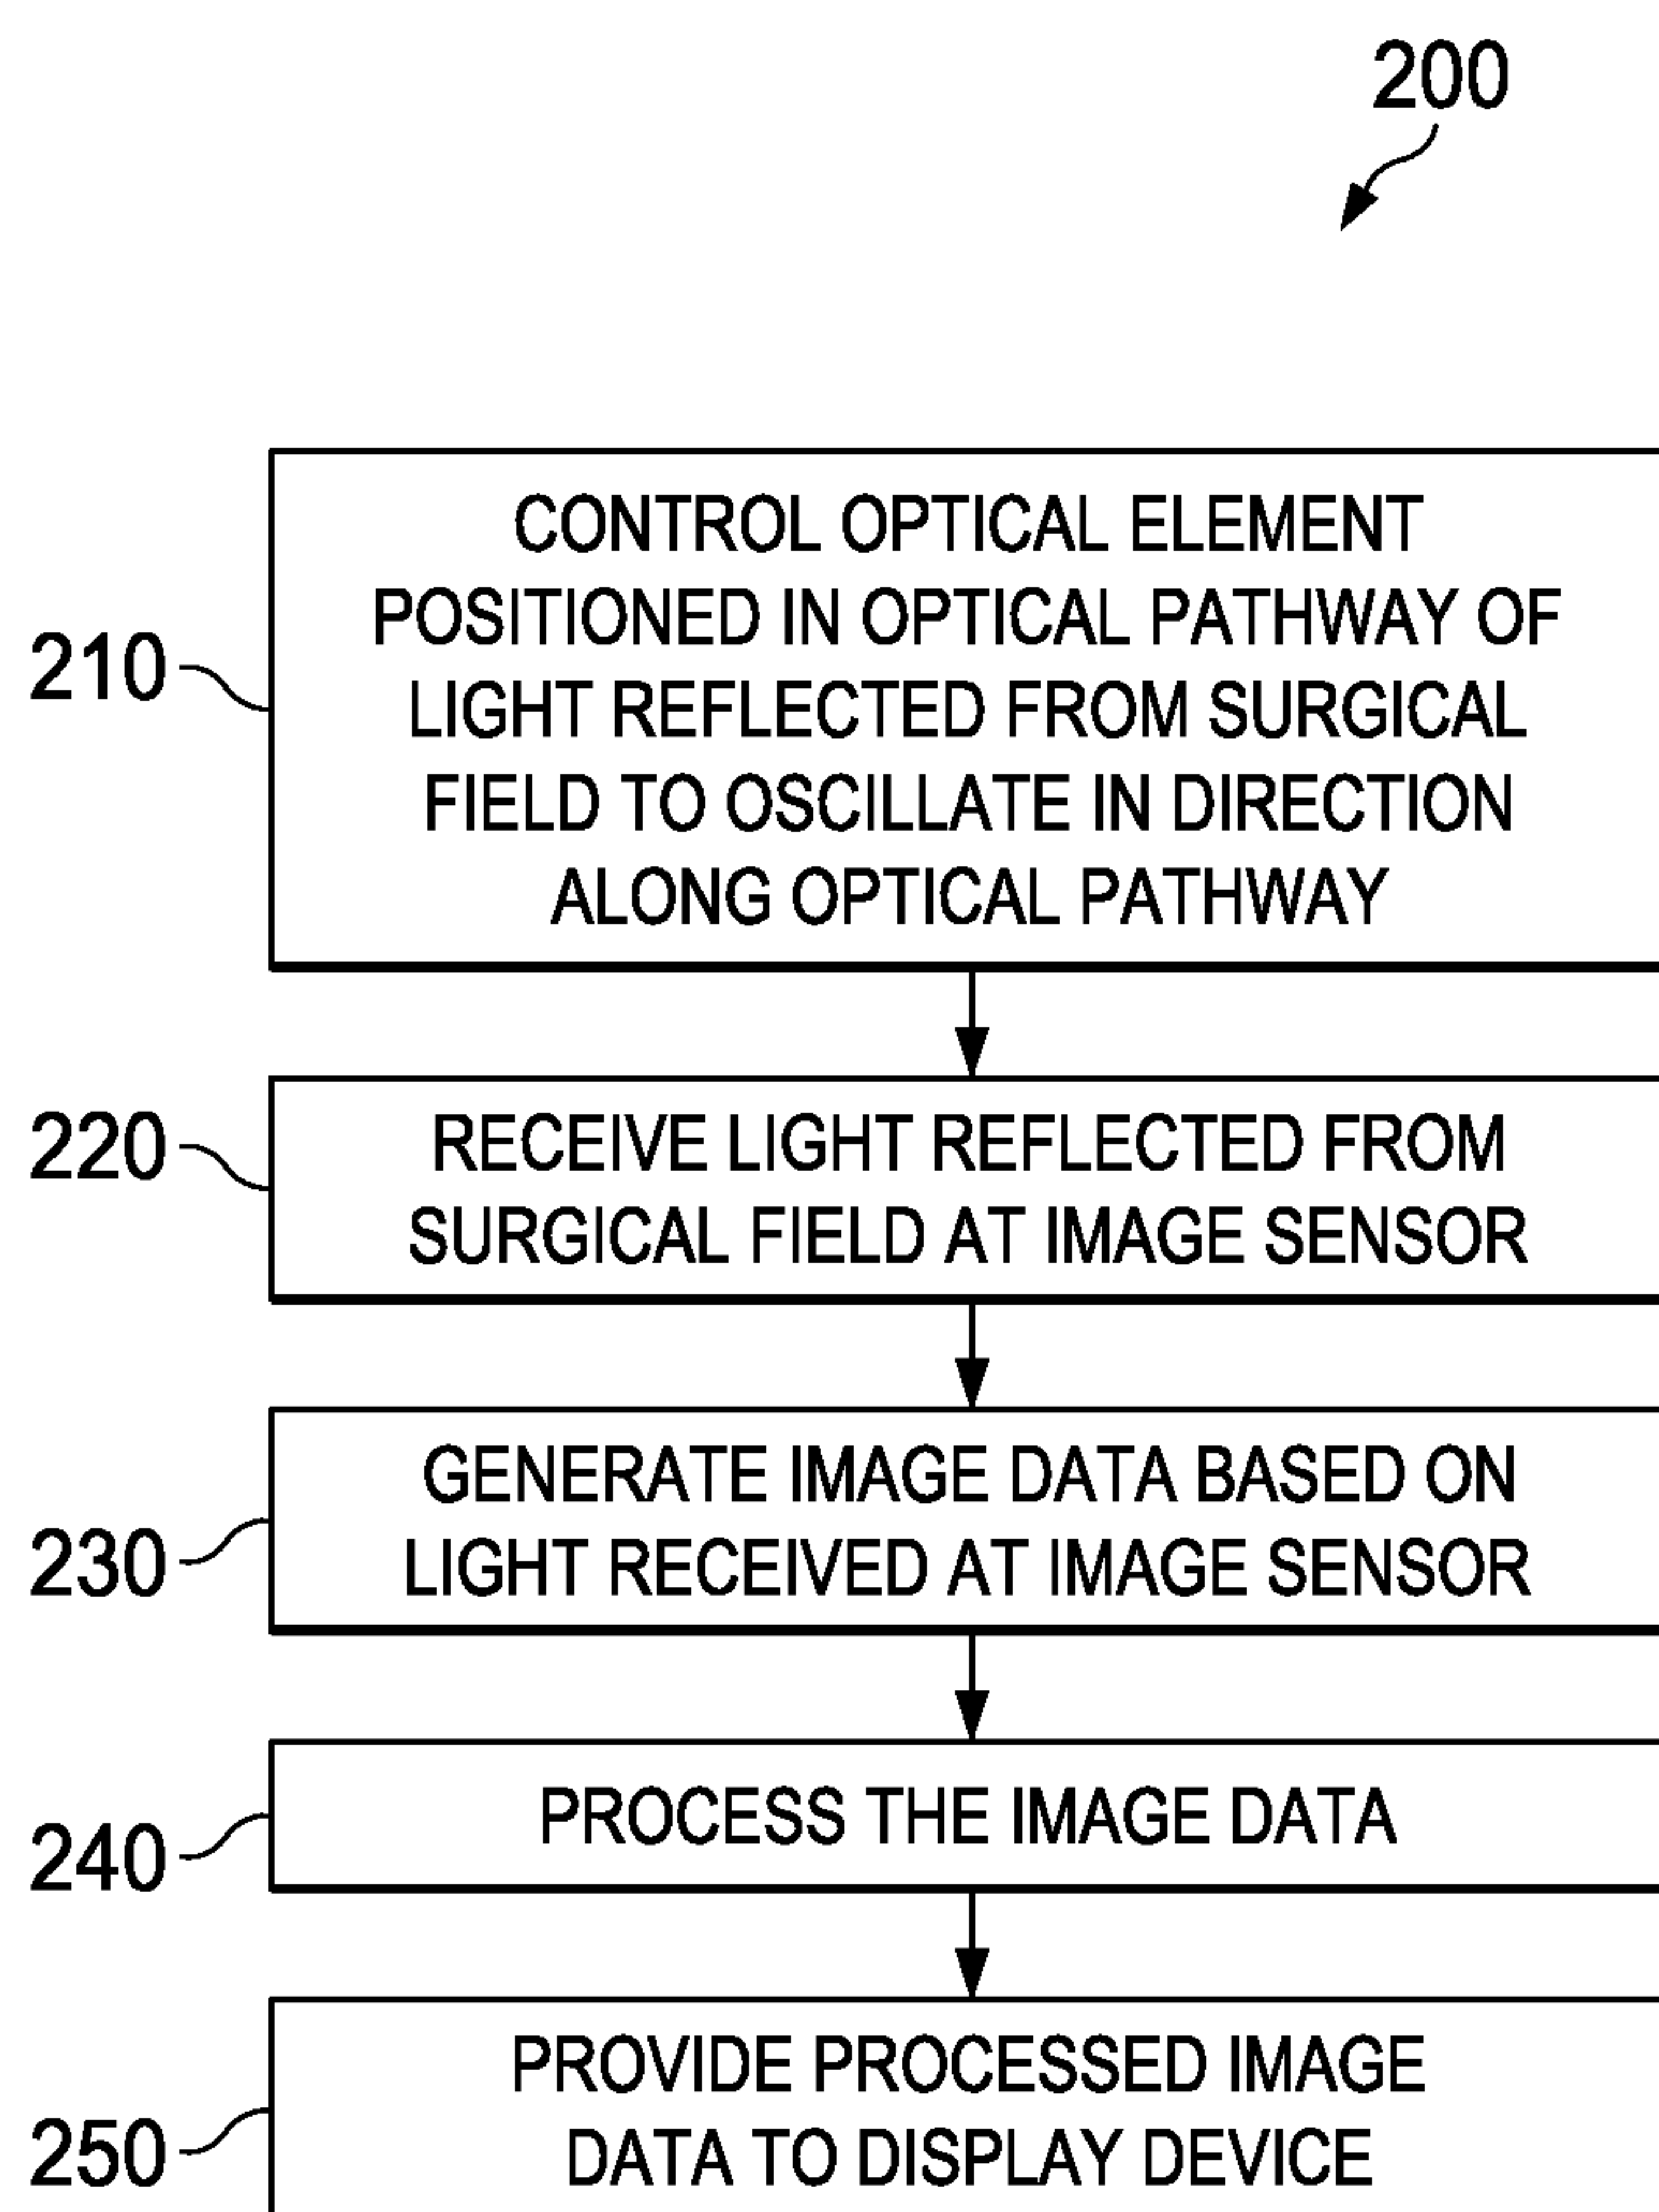 200
210
CONTROL OPTICAL ELEMENT
POSITIONED IN OPTICAL PATHWAY OF
LIGHT REFLECTED FROM SURGICAL
FIELD TO OSCILLATE IN DIRECTION
ALONG OPTICAL PATHWAY
220
RECEIVE LIGHT REFLECTED FROM
SURGICAL FIELD AT IMAGE SENSOR
230
GENERATE IMAGE DATA BASED ON
LIGHT RECEIVED AT IMAGE SENSOR
240
PROCESS THE IMAGE DATA
250
PROVIDE PROCESSED IMAGE
DATA TO DISPLAY DEVICE